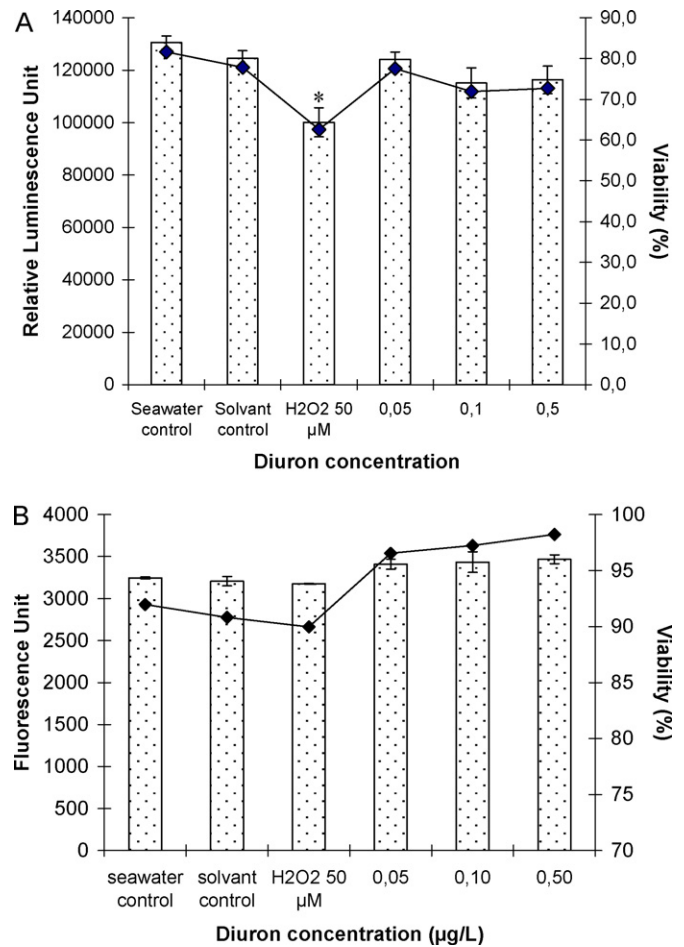 A
Relative Luminescence Unit
140000
120000
100000
80000
60000
40000
20000
0
*
90,0
80,0
70,0
60,0
50,0
40,0
30,0
20,0
10,0
0,0
Viability (%)
Seawater control
Solvant control
H2O2 50 µM
0,05
0,1
0,5
Diuron concentration
B
Fluorescence Unit
4000
3500
3000
2500
2000
1500
1000
500
0
100
95
90
85
80
75
70
Viability (%)
seawater control
solvant control
H2O2 50 µM
0,05
0,10
0,50
Diuron concentration (µg/L)